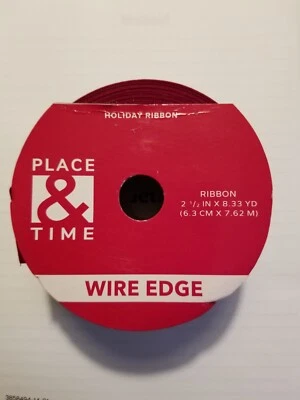 HOLIDAY RIBBON
PLACE
&
TIME
RIBBON
2 1/2 IN X 8.33 YD
(6.3 CM X 7.62 M)
WIRE EDGE